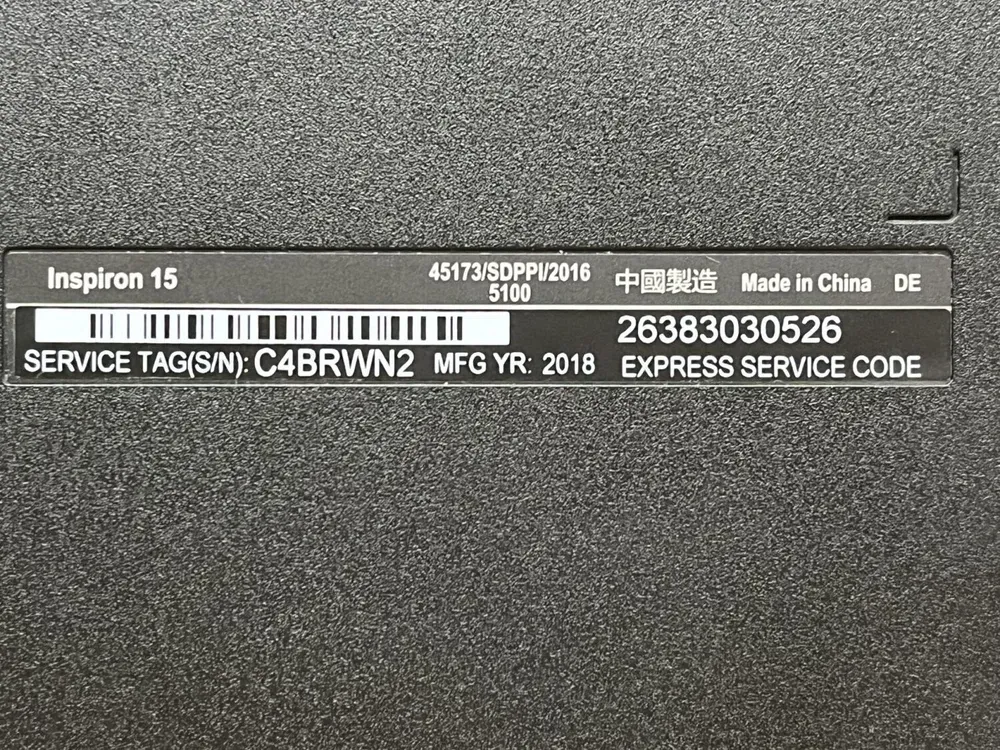 Inspiron 15
45173/SDPPI/2016
5100
中國製造 Made in China DE
26383030526
SERVICE TAG(S/N): C4BRWN2 MFG YR: 2018 EXPRESS SERVICE CODE